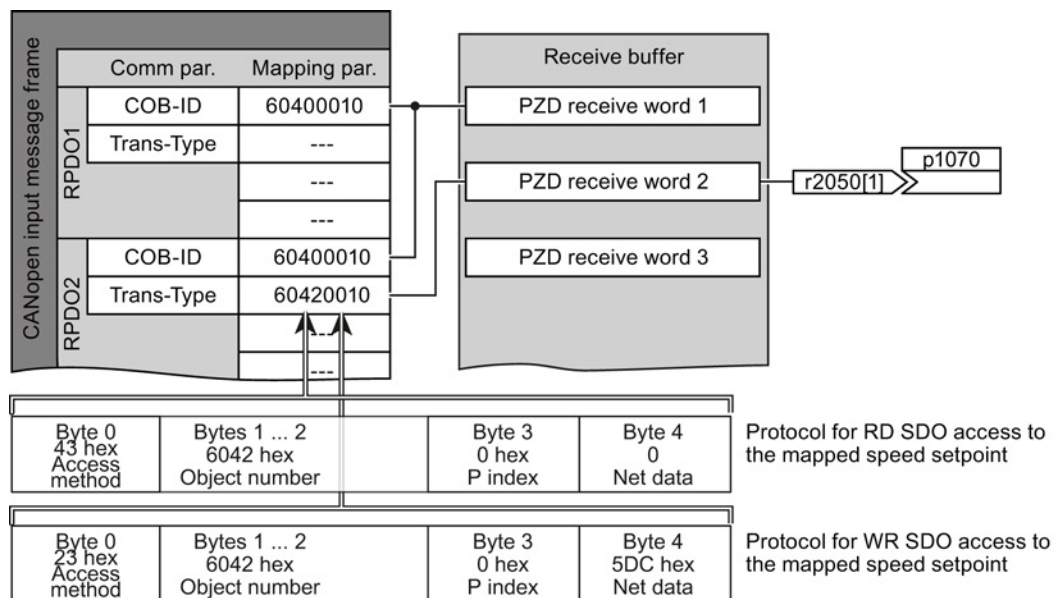 CANopen input message frame
Comm par. Mapping par.
RPDO1
COB-ID 60400010
Trans-Type ---
---
---
RPDO2
COB-ID 60400010
Trans-Type 60420010
---
---
Receive buffer
PZD receive word 1
PZD receive word 2
PZD receive word 3
r2050[1]
p1070
Byte 0 Bytes 1 ... 2 Byte 3 Byte 4
43 hex 6042 hex 0 hex 0
Access
method Object number P index Net data
Protocol for RD SDO access to
the mapped speed setpoint
Byte 0 Bytes 1 ... 2 Byte 3 Byte 4
23 hex 6042 hex 0 hex 5DC hex
Access
method Object number P index Net data
Protocol for WR SDO access to
the mapped speed setpoint